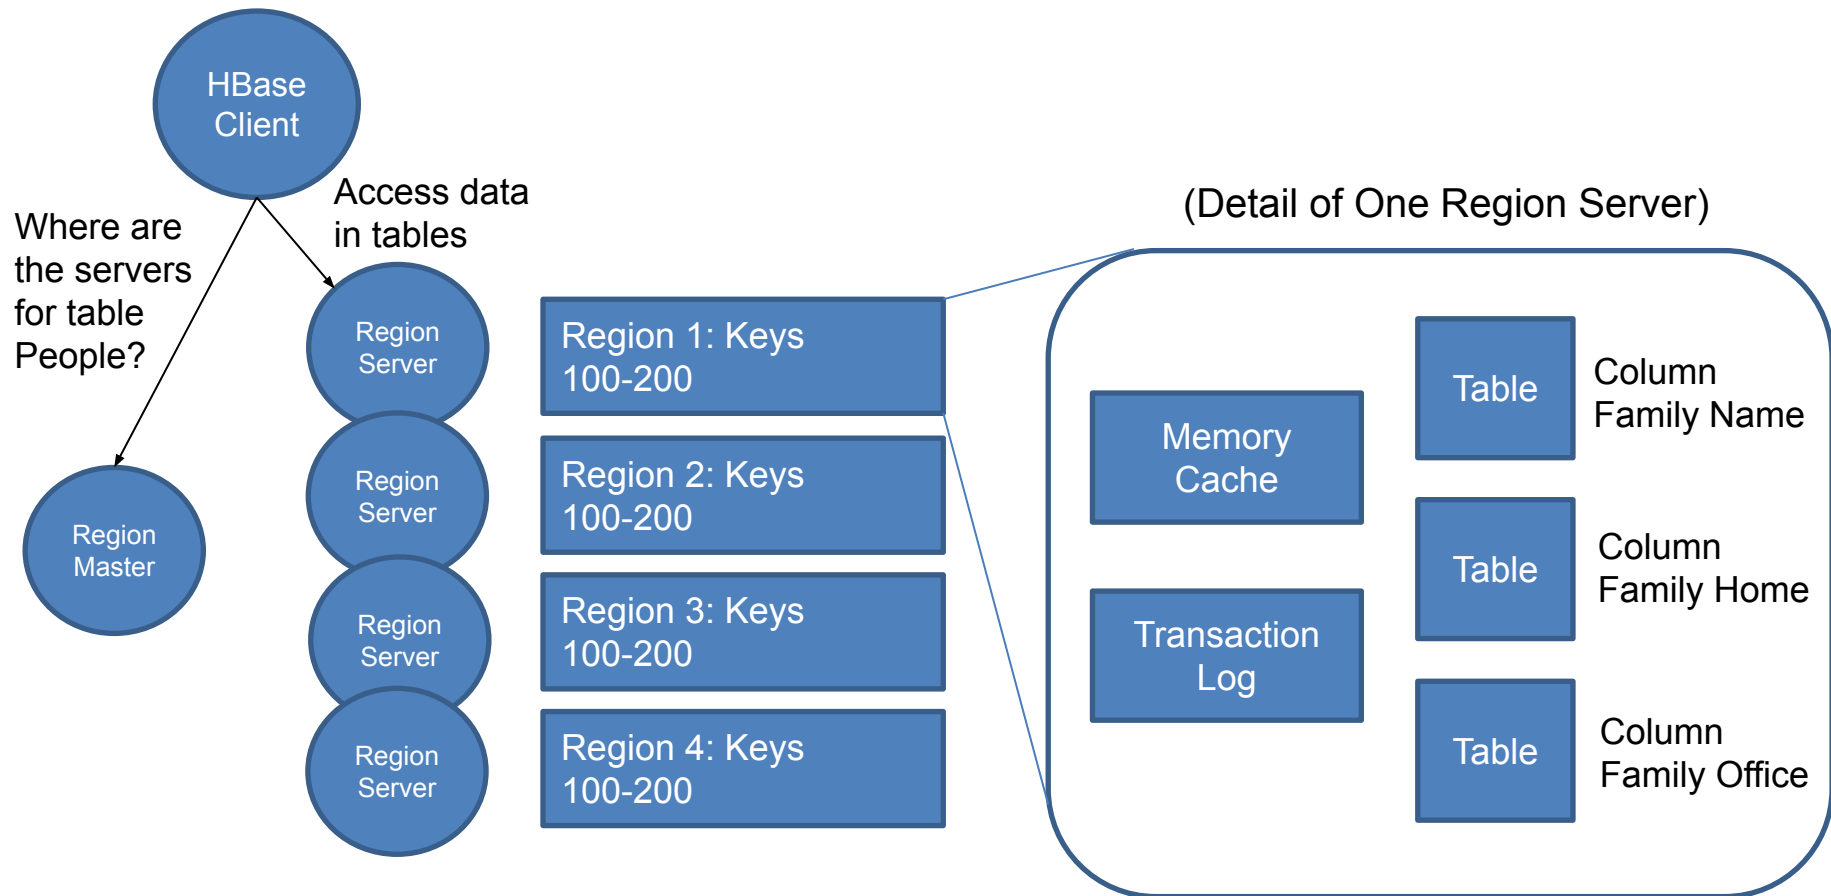 HBase
Client
Access data
in tables
Where are
the servers
for table
People?
Region
Master
Region
Server
Region
Server
Region
Server
Region
Server
Region 1: Keys
100-200
Region 2: Keys
100-200
Region 3: Keys
100-200
Region 4: Keys
100-200
(Detail of One Region Server)
Memory
Cache
Transaction
Log
Table
Column
Family Name
Table
Column
Family Home
Table
Column
Family Office